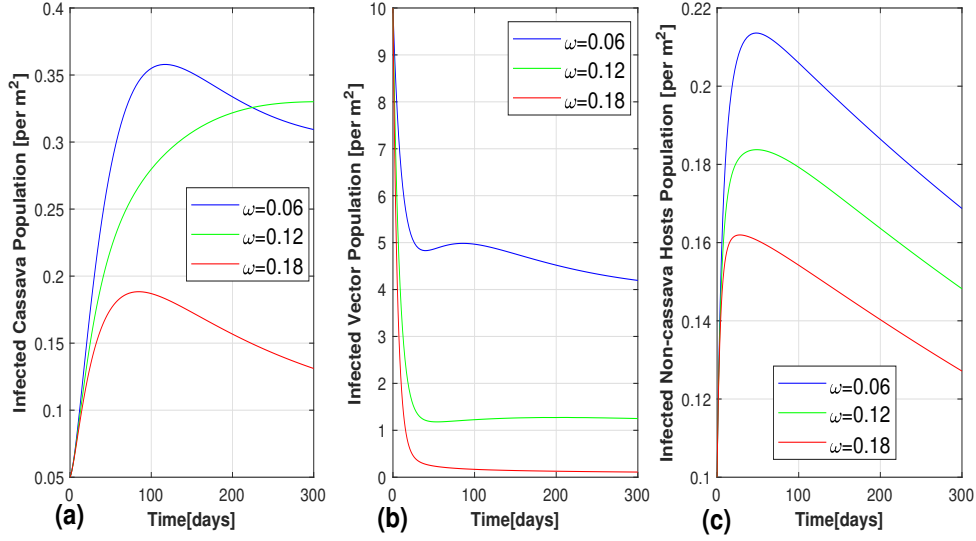 Infected Cassava Population [per m²]
0.4
0.35
0.3
0.25
0.2
0.15
0.1
0.05
ω=0.06
ω=0.12
ω=0.18
0
100
200
300
(a)
Time[days]
Infected Vector Population [per m²]
10
9
8
7
6
5
4
3
2
1
0
ω=0.06
ω=0.12
ω=0.18
0
100
200
300
(b)
Time[days]
Infected Non-cassava Hosts Population [per m²]
0.22
0.2
0.18
0.16
0.14
0.12
0.1
ω=0.06
ω=0.12
ω=0.18
0
100
200
300
(c)
Time[days]